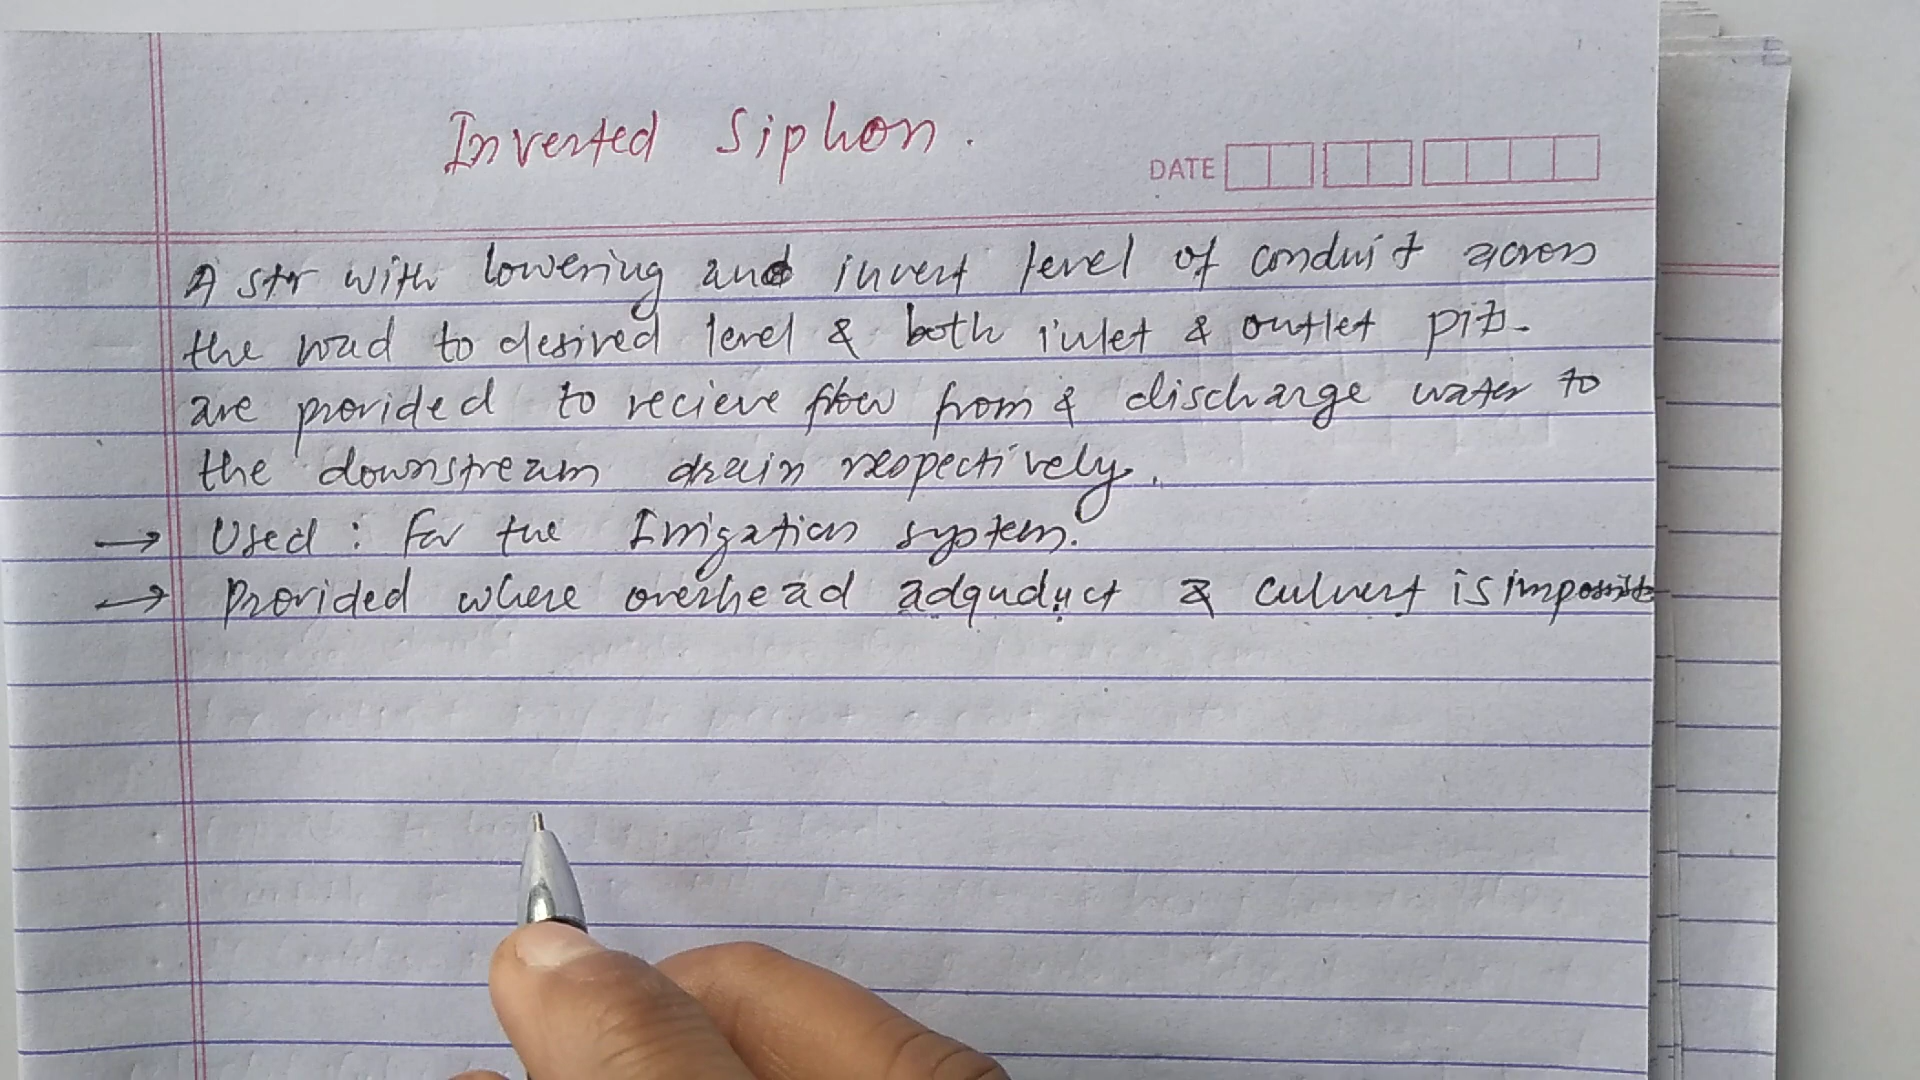 Inverted Siphon.
DATE
A str with lowering and invert level of conduit across
the road to desired level & both inlet & outlet pit
are provided to recieve flow from & discharge water to
the downstream drain respectively.
→ Used : For the Irrigation system.
→ Provided where overhead adquduct & culvert is impossible